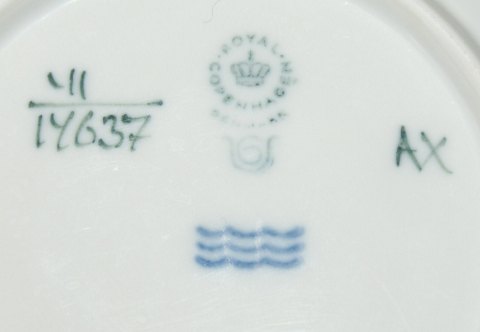 ROYAL
COPENHAGEN
DENMARK
11
14637
AX